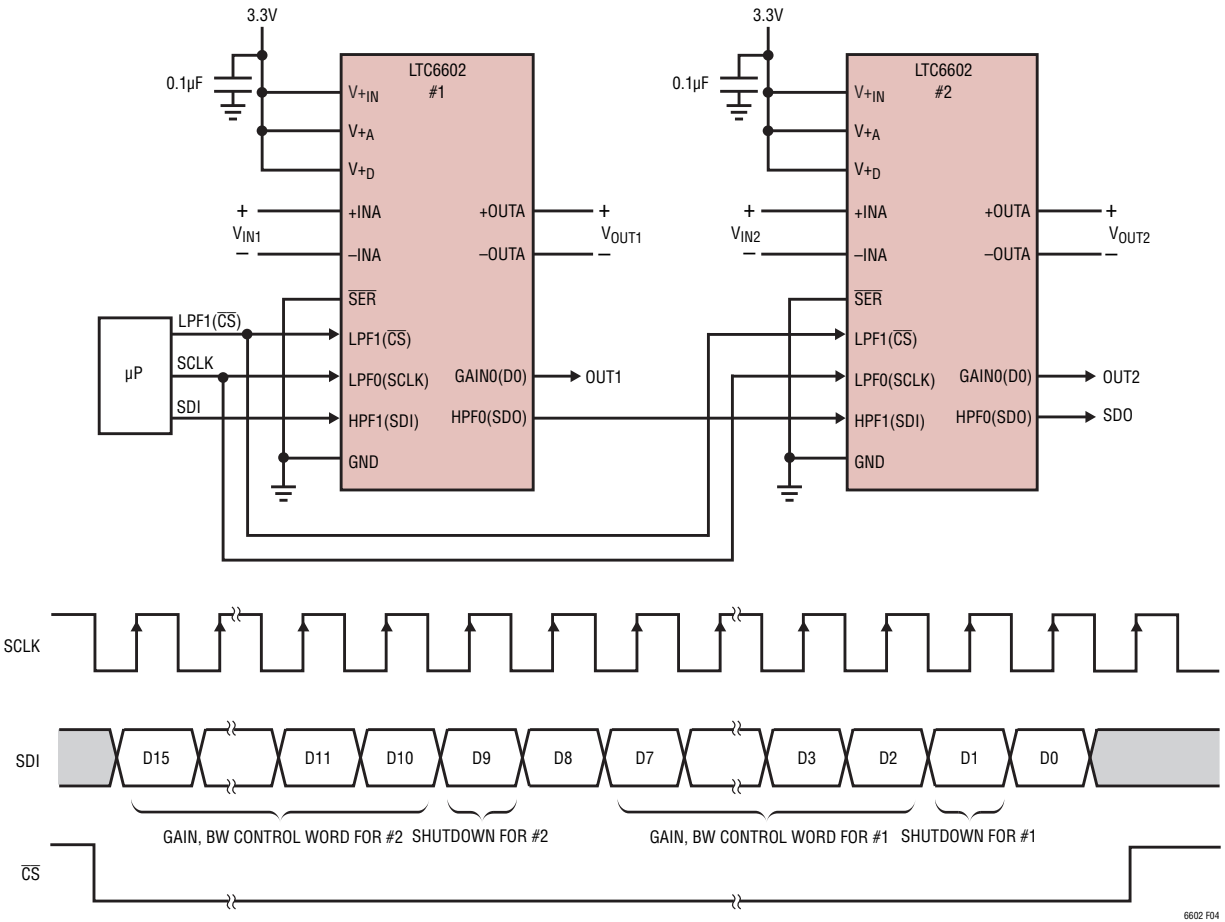 3.3V
3.3V
0.1µF
0.1µF
LTC6602
#1
LTC6602
#2
V+IN
V+A
V+D
+INA
–INA
SER
LPF1(CS)
LPF0(SCLK)
HPF1(SDI)
GND
+OUTA
–OUTA
GAIN0(D0)
HPF0(SDO)
+
VIN1
–
+
VOUT1
–
OUT1
V+IN
V+A
V+D
+INA
–INA
SER
LPF1(CS)
LPF0(SCLK)
HPF1(SDI)
GND
+OUTA
–OUTA
GAIN0(D0)
HPF0(SDO)
+
VIN2
–
+
VOUT2
–
OUT2
SDO
µP
LPF1(CS)
SCLK
SDI
SCLK
SDI
D15
D11
D10
D9
D8
D7
D3
D2
D1
D0
GAIN, BW CONTROL WORD FOR #2
SHUTDOWN FOR #2
GAIN, BW CONTROL WORD FOR #1
SHUTDOWN FOR #1
CS
6602 F04